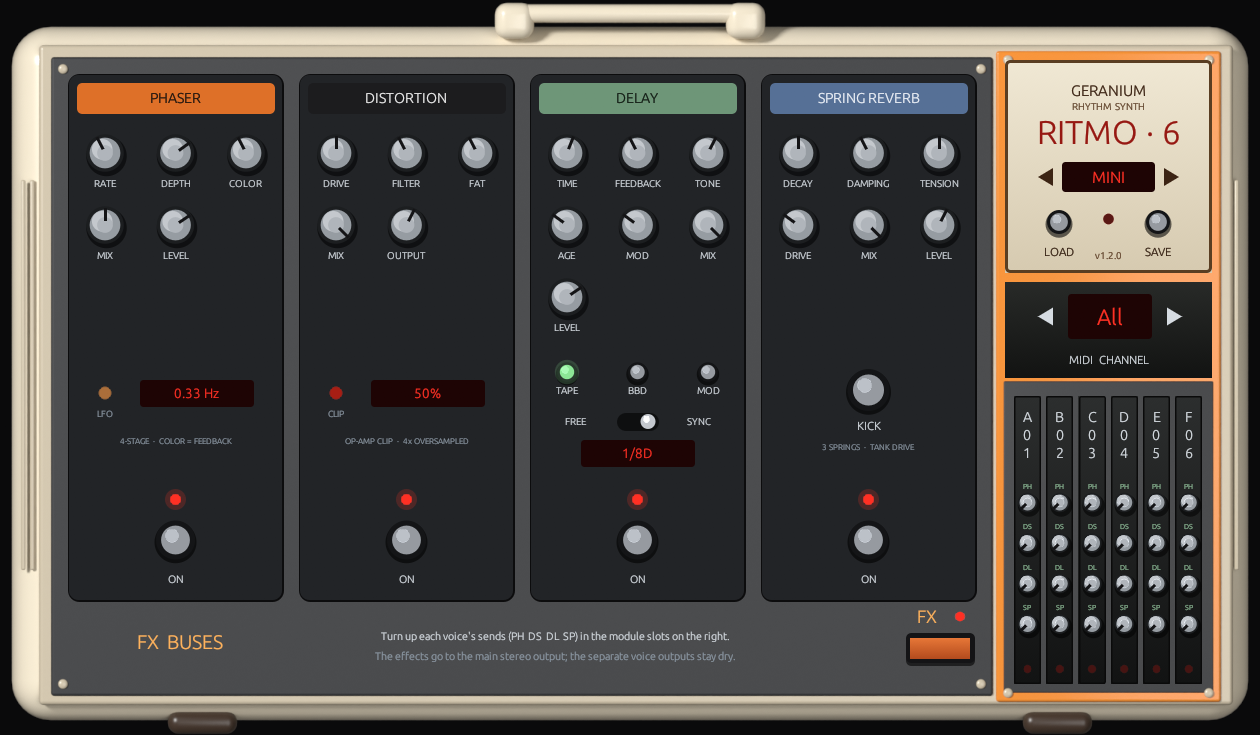 PHASER
RATE DEPTH COLOR
MIX LEVEL
0.33 Hz
LFO
4-STAGE · COLOR = FEEDBACK
ON
DISTORTION
DRIVE FILTER FAT
MIX OUTPUT
50%
CLIP
OP-AMP CLIP · 4x OVERSAMPLED
ON
DELAY
TIME FEEDBACK TONE
AGE MOD MIX
LEVEL
TAPE BBD MOD
FREE SYNC
1/8D
ON
SPRING REVERB
DECAY DAMPING TENSION
DRIVE MIX LEVEL
KICK
3 SPRINGS · TANK DRIVE
ON
FX BUSES
Turn up each voice's sends (PH DS DL SP) in the module slots on the right.
The effects go to the main stereo output; the separate voice outputs stay dry.
FX
GERANIUM
RHYTHM SYNTH
RITMO · 6
MINI
LOAD v1.2.0 SAVE
All
MIDI CHANNEL
A B C D E F
0 0 0 0 0 0
1 2 3 4 5 6
PH PH PH PH PH PH
DS DS DS DS DS DS
DL DL DL DL DL DL
SP SP SP SP SP SP